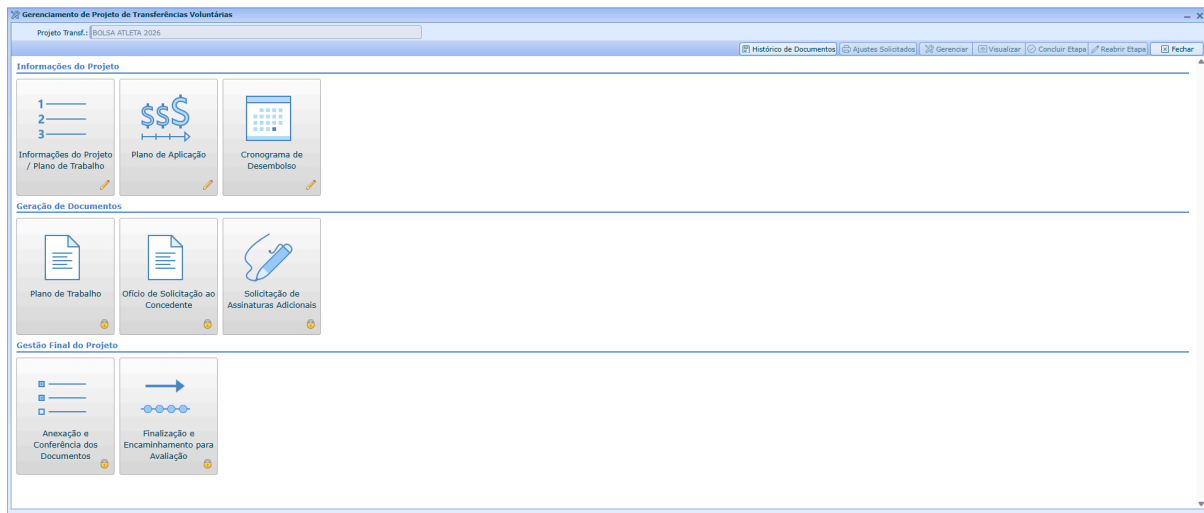 Gerenciamento de Projeto de Transferências Voluntárias
Projeto Transf.: BOLSA ATLETA 2026
Histórico de Documentos Ajustes Solicitados Gerenciar Visualizar Concluir Etapa Reabrir Etapa Fechar
Informações do Projeto
1
2
3
Informações do Projeto
/ Plano de Trabalho
$$$
Plano de Aplicação
Cronograma de
Desembolso
Geração de Documentos
Plano de Trabalho
Ofício de Solicitação ao
Concedente
Solicitação de
Assinaturas Adicionais
Gestão Final do Projeto
Anexação e
Conferência dos
Documentos
Finalização e
Encaminhamento para
Avaliação